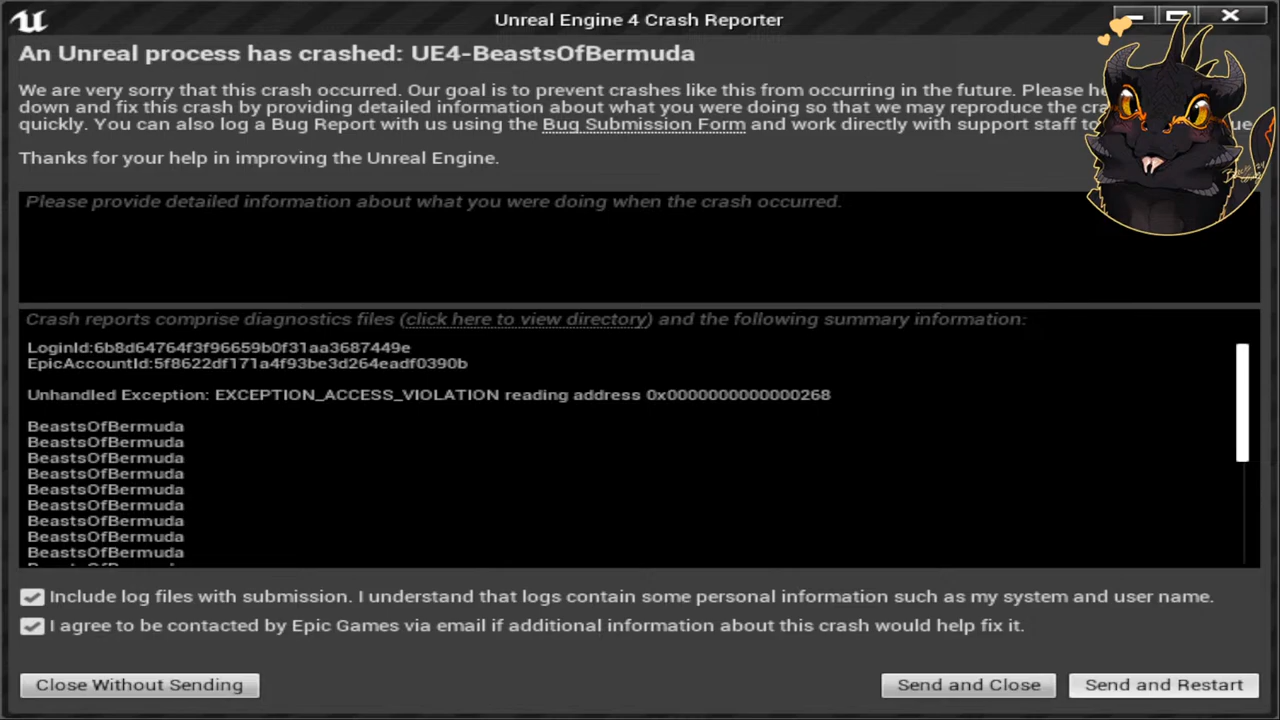 Unreal Engine 4 Crash Reporter
An Unreal process has crashed: UE4-BeastsOfBermuda
We are very sorry that this crash occurred. Our goal is to prevent crashes like this from occurring in the future. Please
down and fix this crash by providing detailed information about what you were doing so that we may reproduce the
quickly. You can also log a Bug Report with us using the Bug Submission Form and work directly with support staff
Thanks for your help in improving the Unreal Engine.
Please provide detailed information about what you were doing when the crash occurred.
Crash reports comprise diagnostics files (click here to view directory) and the following summary information:
LoginId:6b8d64764f3f96659b0f31aa3687449e
EpicAccountId:5f8622df171a4f93be3d264eadf0390b
Unhandled Exception: EXCEPTION_ACCESS_VIOLATION reading address 0x0000000000000268
BeastsOfBermuda
BeastsOfBermuda
BeastsOfBermuda
BeastsOfBermuda
BeastsOfBermuda
BeastsOfBermuda
BeastsOfBermuda
BeastsOfBermuda
BeastsOfBermuda
Include log files with submission. I understand that logs contain some personal information such as my system and user name.
I agree to be contacted by Epic Games via email if additional information about this crash would help fix it.
Close Without Sending
Send and Close
Send and Restart